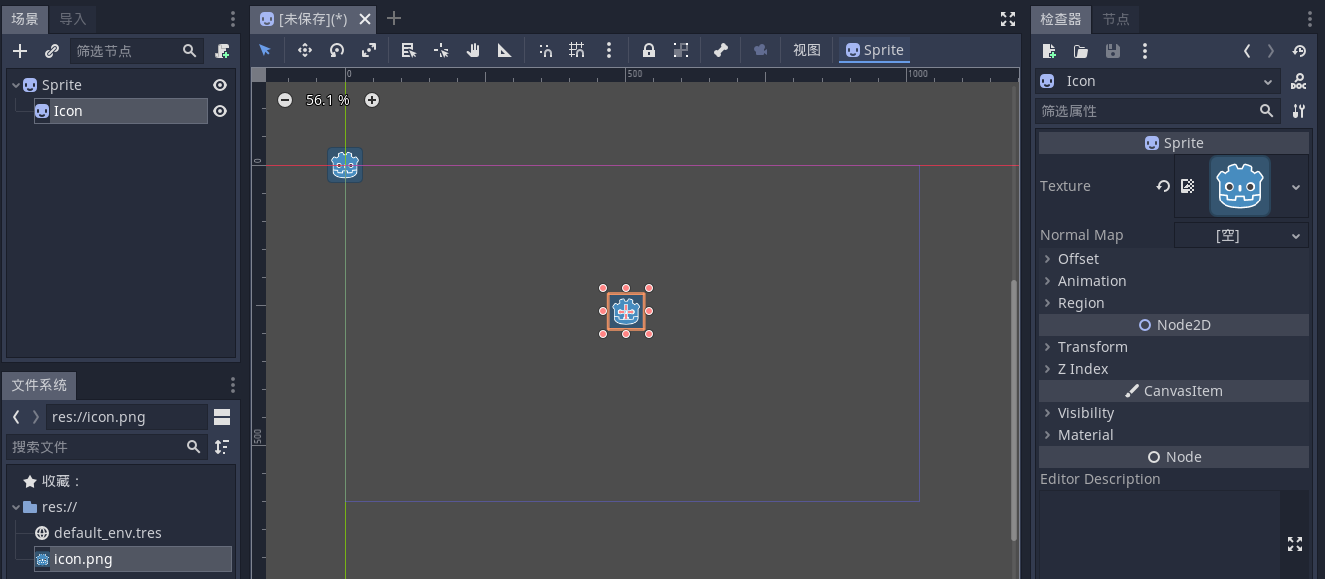 场景 导入
筛选节点
Sprite
Icon
文件系统
res://icon.png
搜索文件
收藏：
res://
default_env.tres
icon.png
[未保存](*)
视图 Sprite
0 500 1000
56.1 %
0
500
检查器 节点
Icon
DOC
筛选属性
Sprite
Texture
Normal Map [空]
Offset
Animation
Region
Node2D
Transform
Z Index
CanvasItem
Visibility
Material
Node
Editor Description